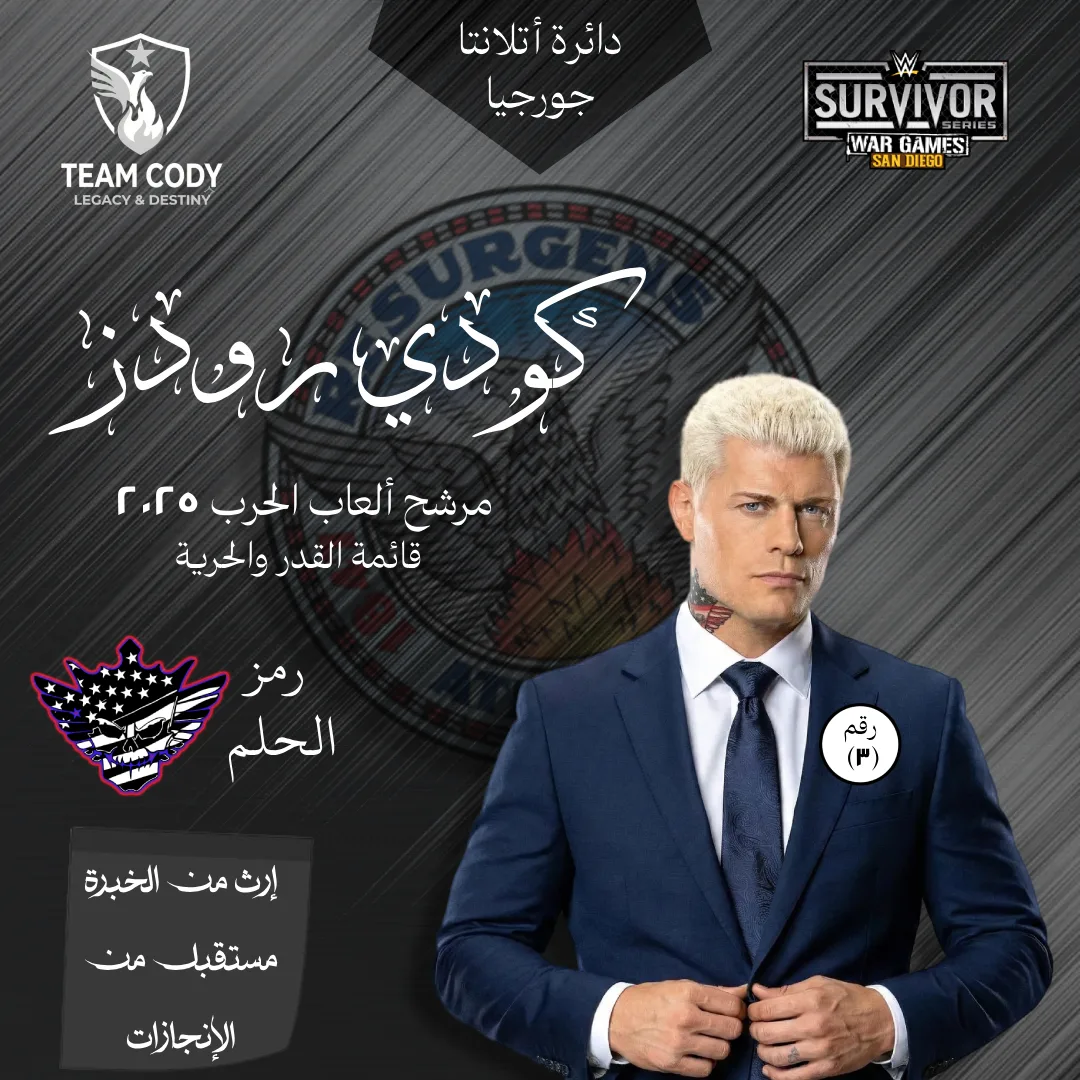 دائرة أتلانتا
جورجيا
TEAM CODY
LEGACY & DESTINY
W
SURVIVOR
SERIES
WAR GAMES
SAN DIEGO
RESURGENS
كودي رودز
مرشح ألعاب الحرب ٢٠٢٥
قائمة القدر والحرية
رمز
الحلم
رقم
(٣)
إرث من الخبرة
مستقبل من
الإنجازات